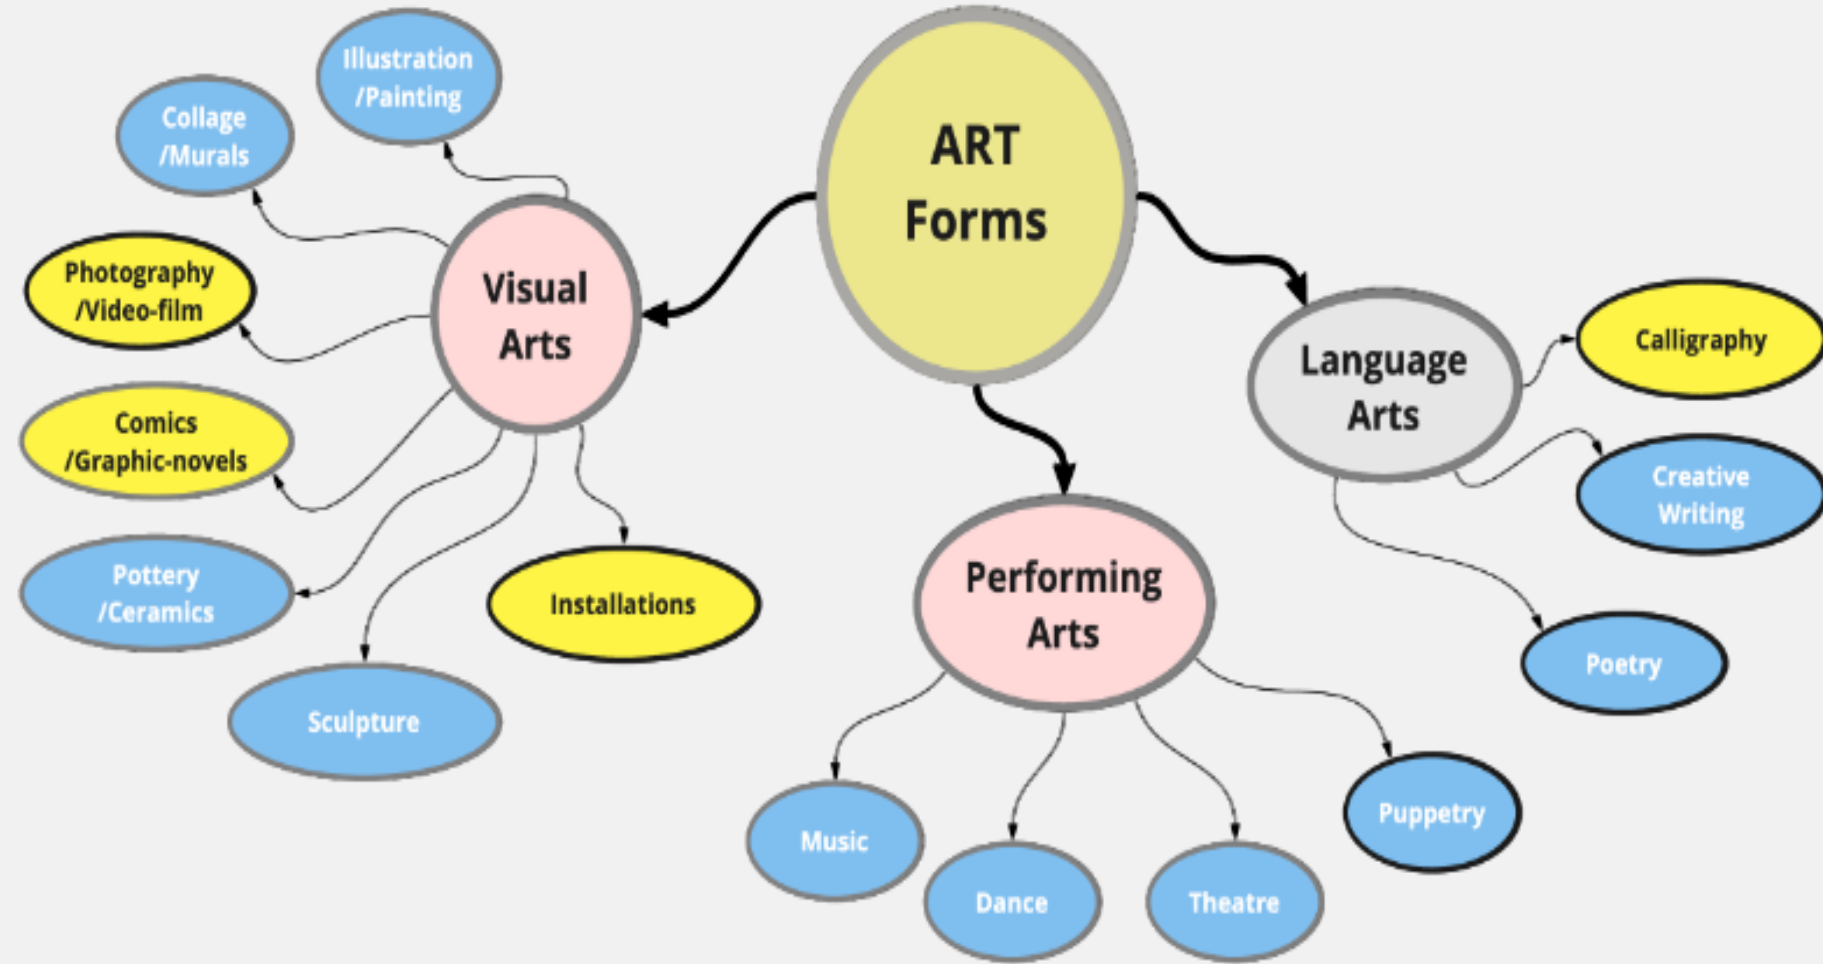 ART
Forms
Visual
Arts
Illustration
/Painting
Collage
/Murals
Photography
/Video-film
Comics
/Graphic-novels
Pottery
/Ceramics
Sculpture
Installations
Performing
Arts
Music
Dance
Theatre
Puppetry
Language
Arts
Calligraphy
Creative
Writing
Poetry